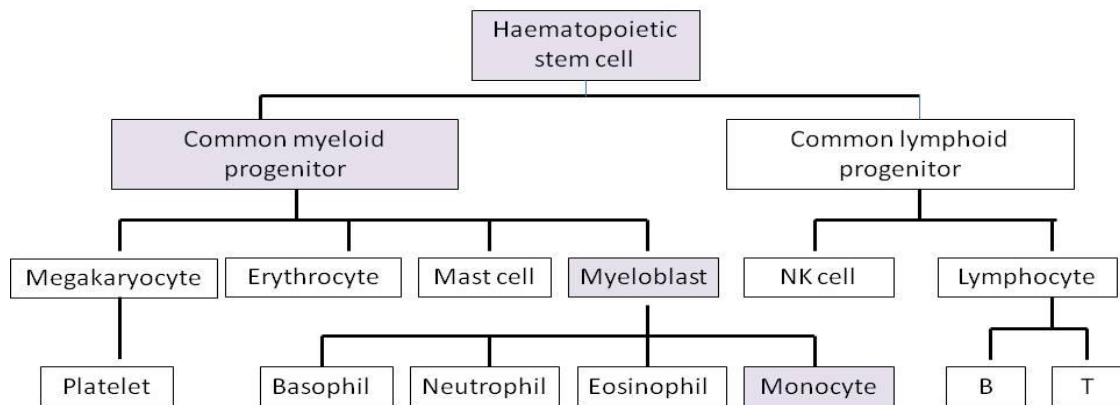 Haematopoietic
stem cell
Common myeloid
progenitor
Common lymphoid
progenitor
Megakaryocyte
Erythrocyte
Mast cell
Myeloblast
NK cell
Lymphocyte
Platelet
Basophil
Neutrophil
Eosinophil
Monocyte
B
T